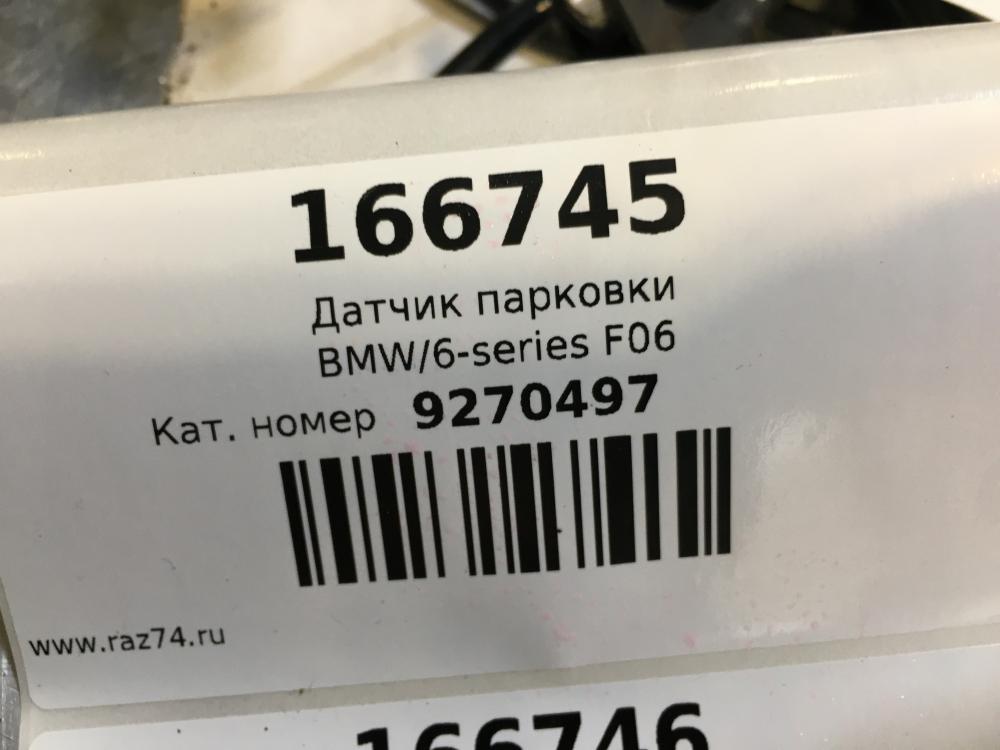 166745
Датчик парковки
BMW/6-series F06
Кат. номер 9270497
www.raz74.ru
166746